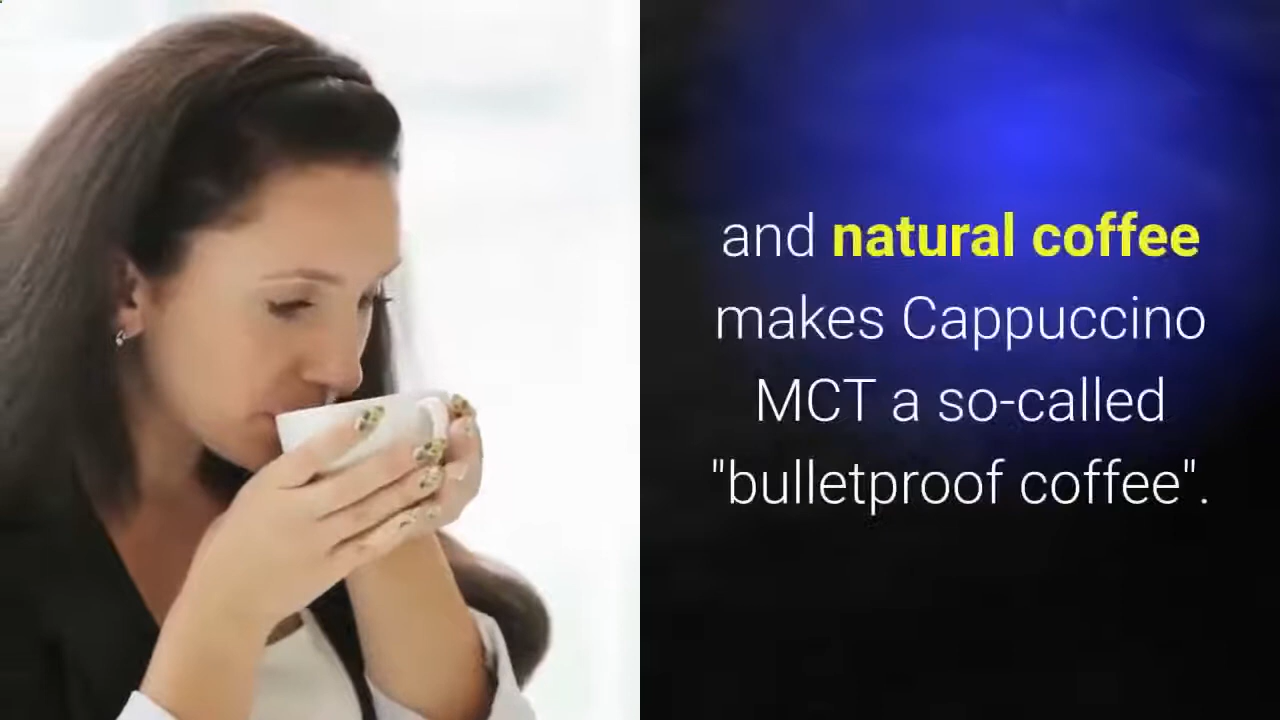 and natural coffee
makes Cappuccino
MCT a so-called
"bulletproof coffee".